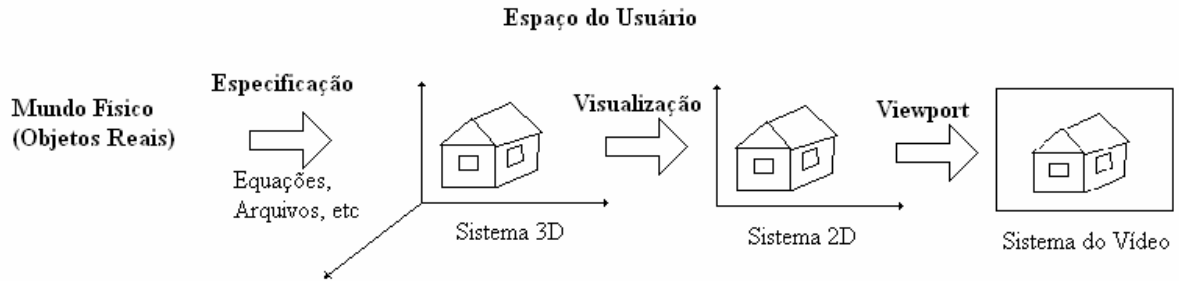 Espaço do Usuário
Mundo Físico
(Objetos Reais)
Especificação
Equações,
Arquivos, etc
Sistema 3D
Visualização
Sistema 2D
Viewport
Sistema do Vídeo